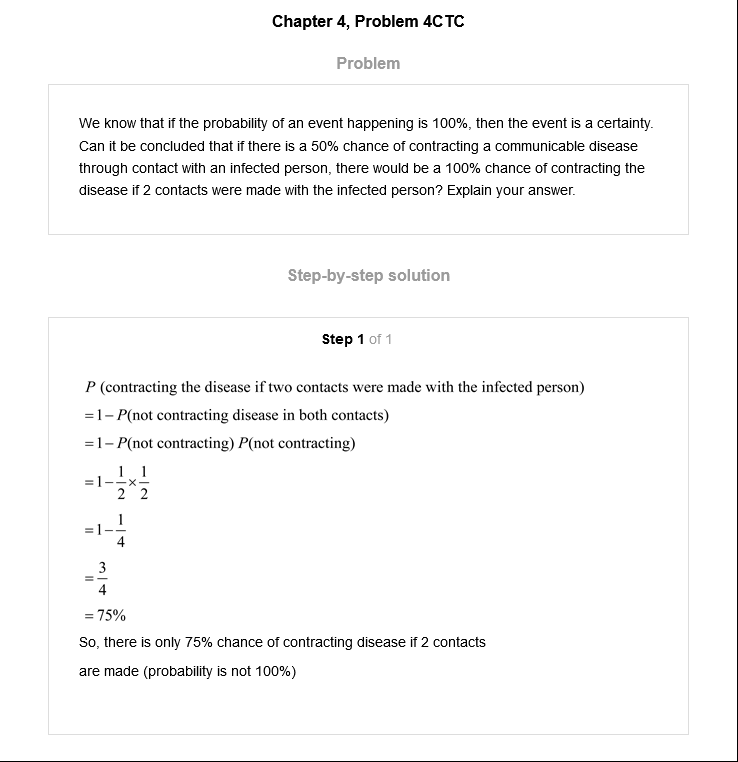 Chapter 4, Problem 4CTC
Problem
We know that if the probability of an event happening is 100%, then the event is a certainty.
Can it be concluded that if there is a 50% chance of contracting a communicable disease
through contact with an infected person, there would be a 100% chance of contracting the
disease if 2 contacts were made with the infected person? Explain your answer.
Step-by-step solution
Step 1 of 1
P (contracting the disease if two contacts were made with the infected person)
=1– P(not contracting disease in both contacts)
=1– P(not contracting) P(not contracting)
=1–1/2×1/2
=1–1/4
=3/4
= 75%
So, there is only 75% chance of contracting disease if 2 contacts
are made (probability is not 100%)